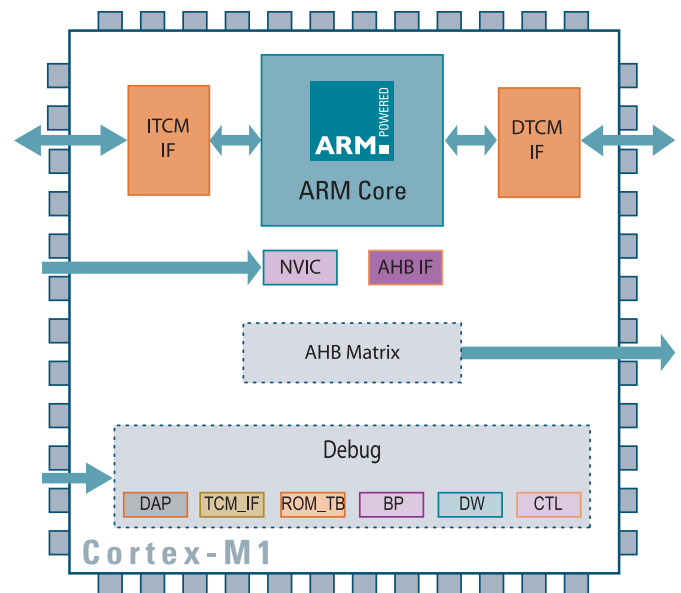 ITCM
IF
ARM
POWERED
ARM Core
DTCM
IF
NVIC
AHB IF
AHB Matrix
Debug
DAP
TCM_IF
ROM_TB
BP
DW
CTL
Cortex-M1